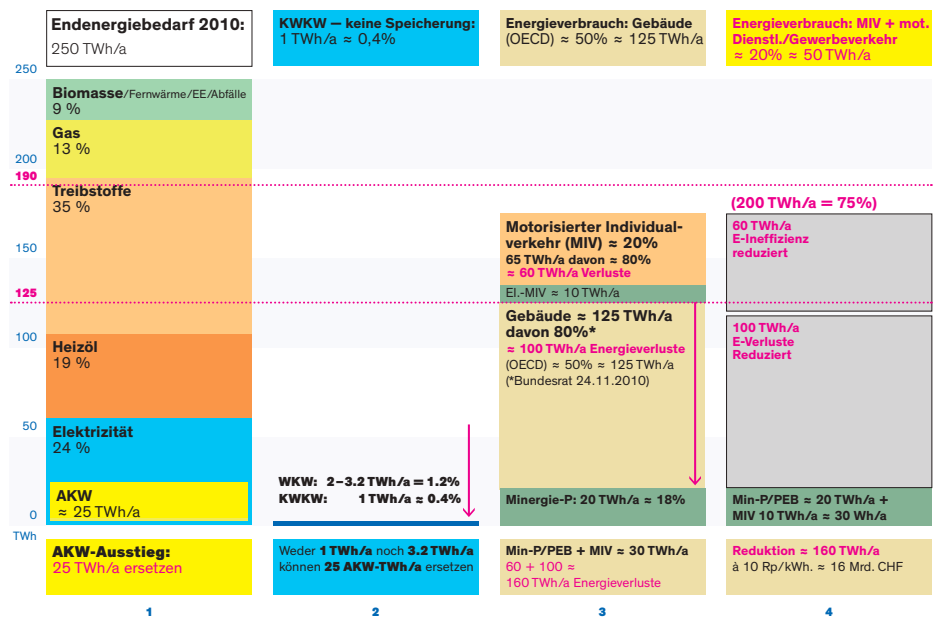 Endenergiebedarf 2010:
250 TWh/a
KWKW — keine Speicherung:
1 TWh/a ≈ 0,4%
Energieverbrauch: Gebäude
(OECD) ≈ 50% ≈ 125 TWh/a
Energieverbrauch: MIV + mot.
Dienstl./Gewerbeverkehr
≈ 20% ≈ 50 TWh/a
250
200
190
150
125
100
50
0
TWh
Biomasse/Fernwärme/EE/Abfälle
9 %
Gas
13 %
Treibstoffe
35 %
Heizöl
19 %
Elektrizität
24 %
AKW
≈ 25 TWh/a
WKW: 2–3.2 TWh/a = 1.2%
KWKW: 1 TWh/a ≈ 0.4%
Motorisierter Individual-
verkehr (MIV) ≈ 20%
65 TWh/a davon ≈ 80%
≈ 60 TWh/a Verluste
El.-MIV ≈ 10 TWh/a
Gebäude ≈ 125 TWh/a
davon 80%*
≈ 100 TWh/a Energieverluste
(OECD) ≈ 50% ≈ 125 TWh/a
(*Bundesrat 24.11.2010)
Minergie-P: 20 TWh/a ≈ 18%
(200 TWh/a = 75%)
60 TWh/a
E-Ineffizienz
reduziert
100 TWh/a
E-Verluste
Reduziert
Min-P/PEB ≈ 20 TWh/a +
MIV 10 TWh/a ≈ 30 Wh/a
AKW-Ausstieg:
25 TWh/a ersetzen
Weder 1 TWh/a noch 3.2 TWh/a
können 25 AKW-TWh/a ersetzen
Min-P/PEB + MIV ≈ 30 TWh/a
60 + 100 ≈
160 TWh/a Energieverluste
Reduktion ≈ 160 TWh/a
à 10 Rp/kWh. ≈ 16 Mrd. CHF
1
2
3
4